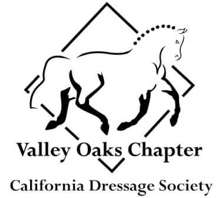 Valley Oaks Chapter
California Dressage Society